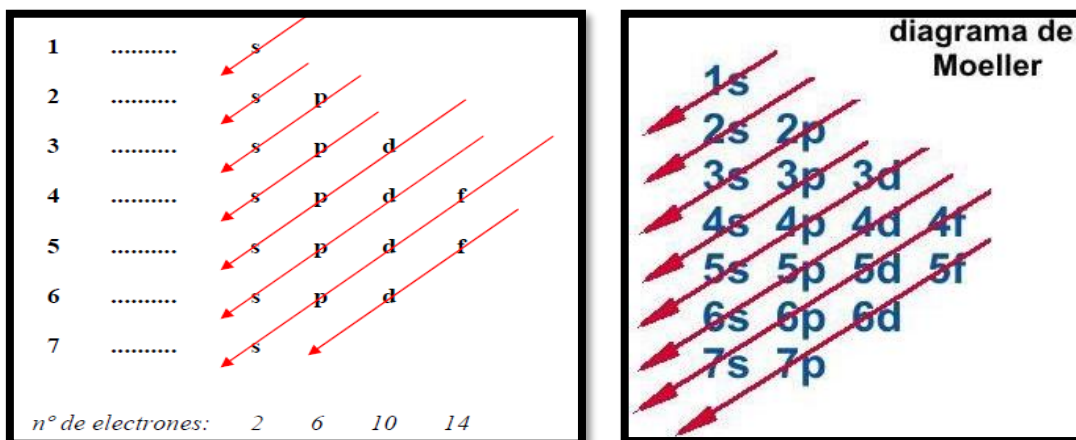 1 .......... s
2 .......... s p
3 .......... s p d
4 .......... s p d f
5 .......... s p d f
6 .......... s p d
7 .......... s
nº de electrones: 2 6 10 14
diagrama de
Moeller
1s
2s 2p
3s 3p 3d
4s 4p 4d 4f
5s 5p 5d 5f
6s 6p 6d
7s 7p